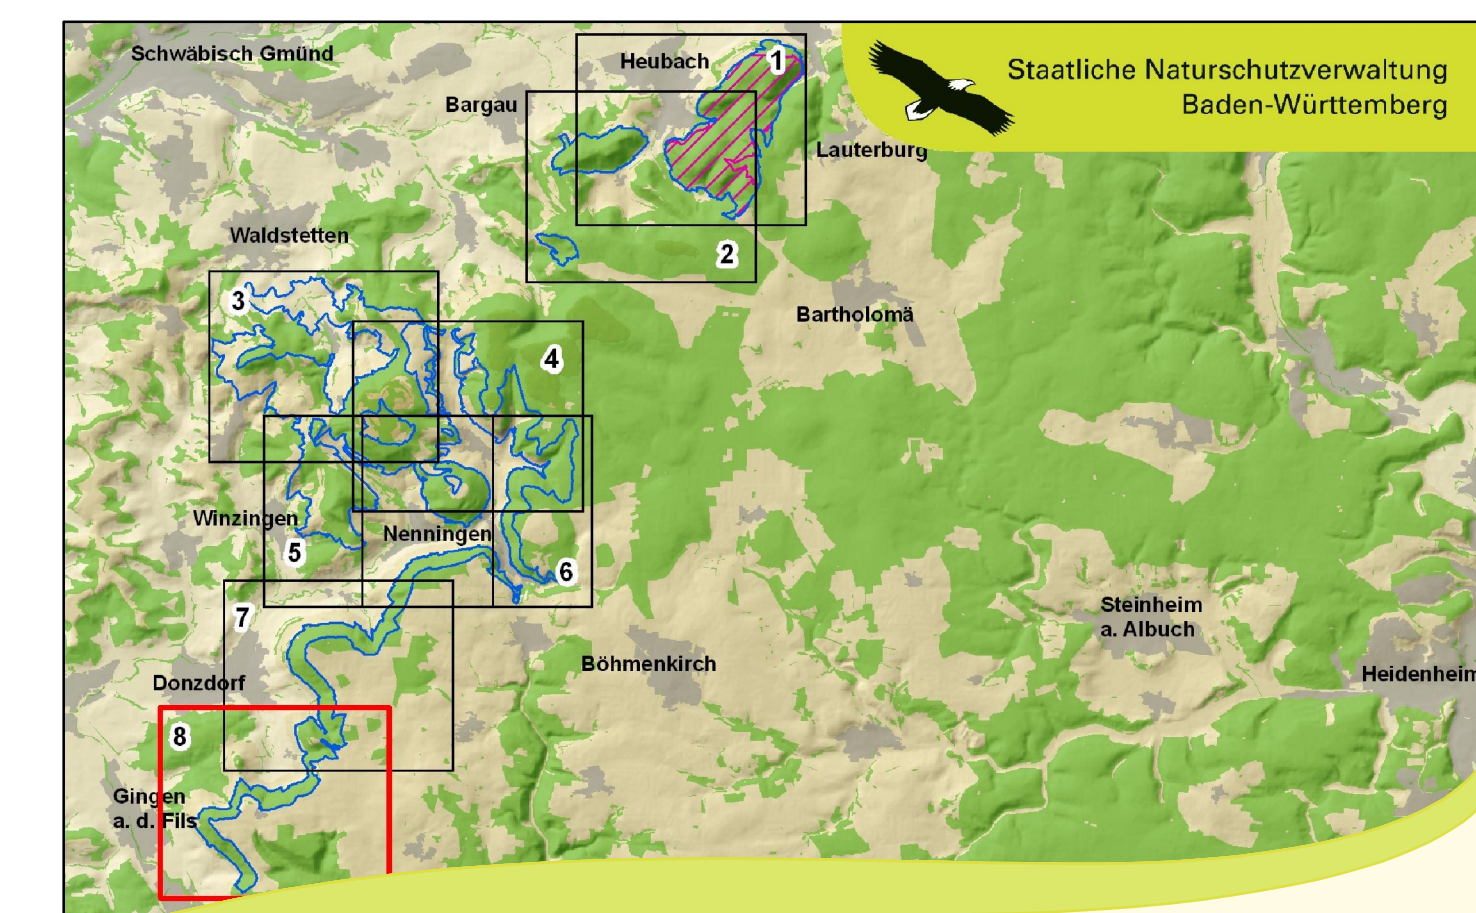 Schwäbisch Gmünd
Heubach
1
Staatliche Naturschutzverwaltung
Baden-Württemberg
Bargau
Lauterburg
Waldstetten
2
3
Bartholomä
4
Winzingen
Nenningen
5
6
7
Steinheim
a. Albuch
Böhmenkirch
Heidenheim
Donzdorf
8
Gingen
a. d. Fils